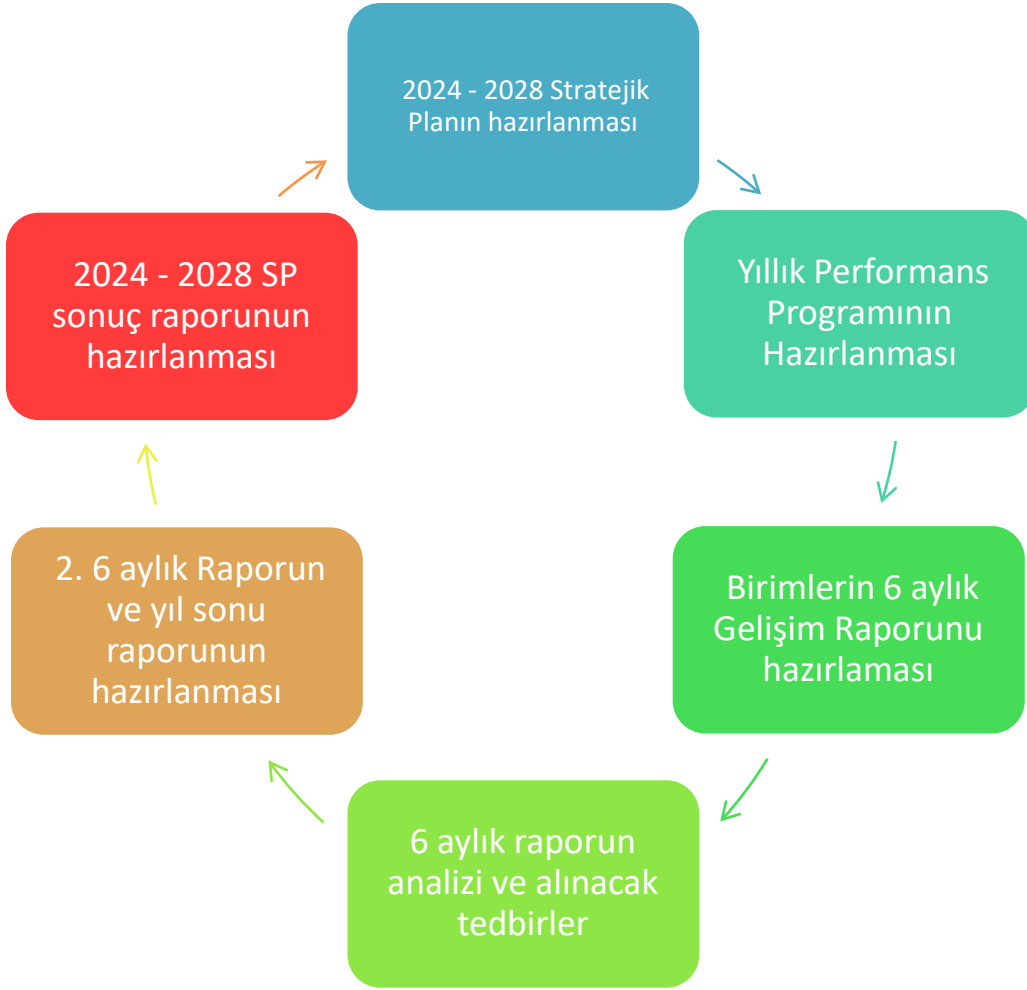 2024 - 2028 Stratejik
Planın hazırlanması
Yıllık Performans
Programının
Hazırlanması
Birimlerin 6 aylık
Gelişim Raporunu
hazırlaması
6 aylık raporun
analizi ve alınacak
tedbirler
2. 6 aylık Raporun
ve yıl sonu
raporunun
hazırlanması
2024 - 2028 SP
sonuç raporunun
hazırlanması